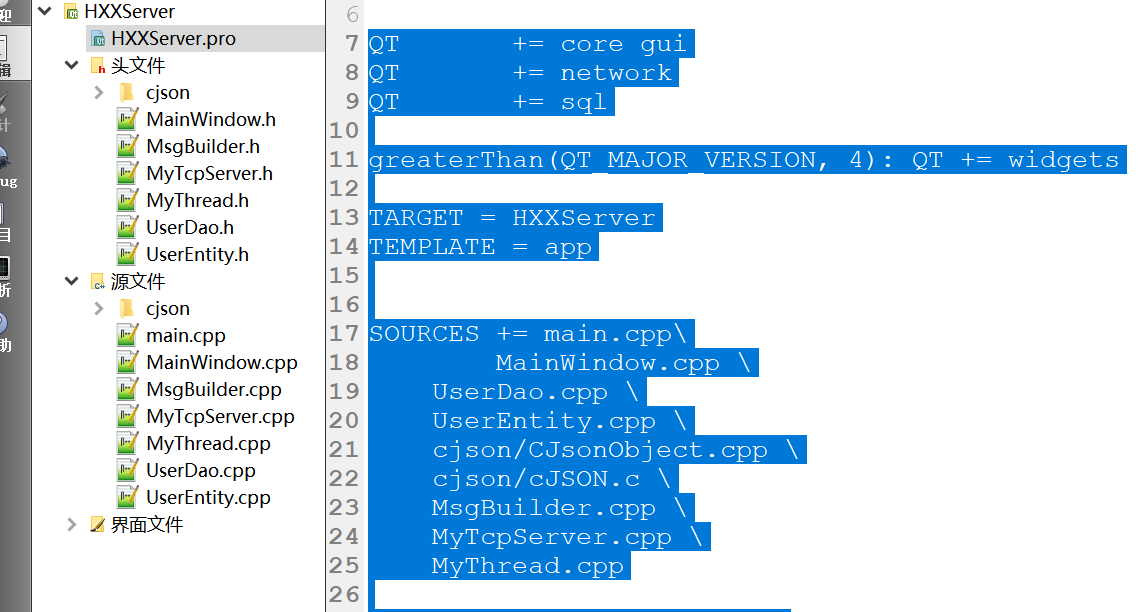 迎
辑
计
ug
目
析
助
HXXServer
HXXServer.pro
头文件
cjson
MainWindow.h
MsgBuilder.h
MyTcpServer.h
MyThread.h
UserDao.h
UserEntity.h
源文件
cjson
main.cpp
MainWindow.cpp
MsgBuilder.cpp
MyTcpServer.cpp
MyThread.cpp
UserDao.cpp
UserEntity.cpp
界面文件
6
7 QT       += core gui
8 QT       += network
9 QT       += sql
10
11 greaterThan(QT_MAJOR_VERSION, 4): QT += widgets
12
13 TARGET = HXXServer
14 TEMPLATE = app
15
16
17 SOURCES += main.cpp\
18         MainWindow.cpp \
19     UserDao.cpp \
20     UserEntity.cpp \
21     cjson/CJsonObject.cpp \
22     cjson/cJSON.c \
23     MsgBuilder.cpp \
24     MyTcpServer.cpp \
25     MyThread.cpp
26